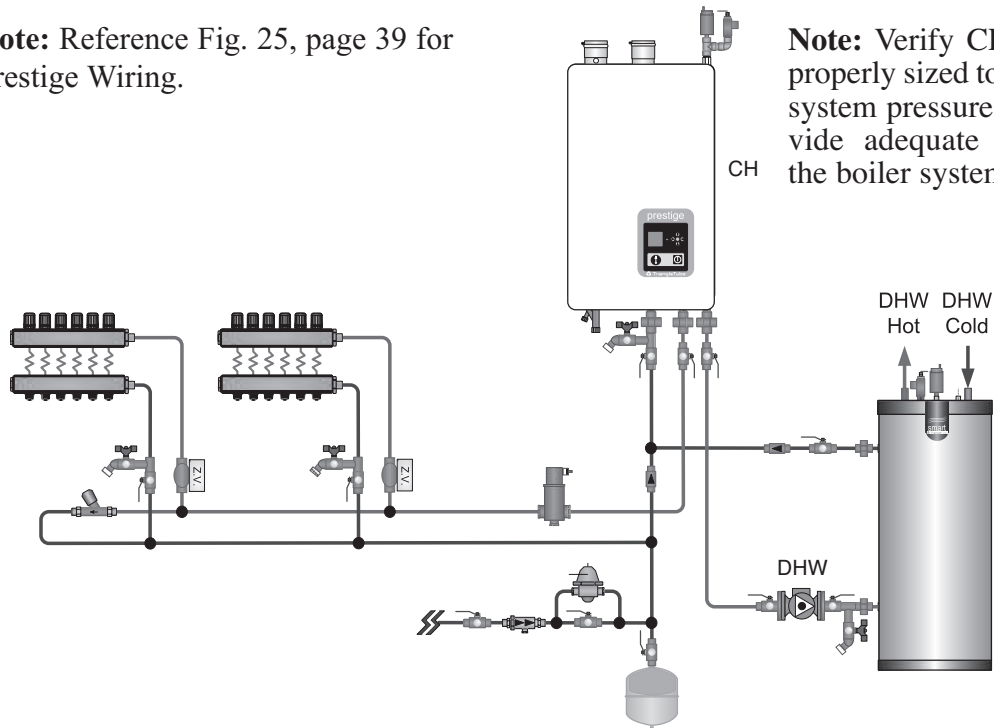 ote: Reference Fig. 25, page 39 for
restige Wiring.
Note: Verify CH
properly sized to
system pressure
vide adequate
the boiler system
CH
prestige
DHW Hot
DHW Cold
smart
Z.V.
Z.V.
DHW